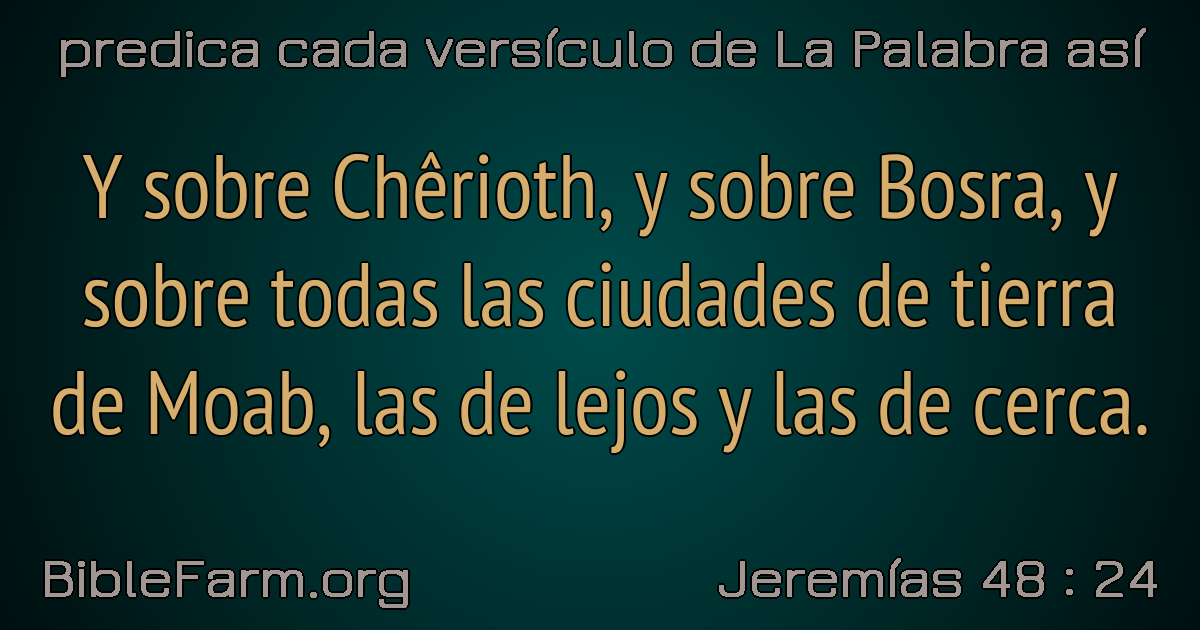 predica cada versículo de La Palabra así
Y sobre Chêrioth, y sobre Bosra, y
sobre todas las ciudades de tierra
de Moab, las de lejos y las de cerca.
BibleFarm.org
Jeremías 48 : 24